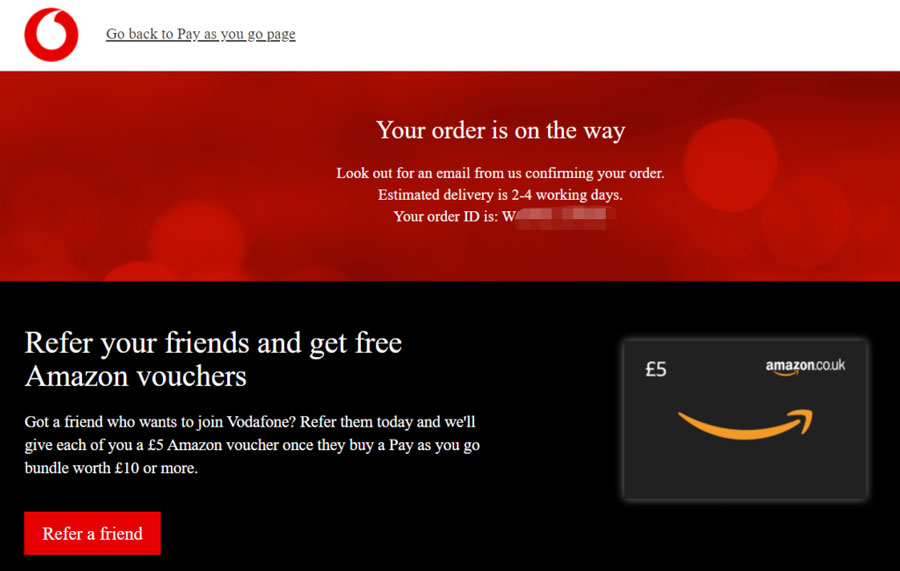 Go back to Pay as you go page
Your order is on the way
Look out for an email from us confirming your order.
Estimated delivery is 2-4 working days.
Your order ID is: W
Refer your friends and get free
Amazon vouchers
Got a friend who wants to join Vodafone? Refer them today and we'll
give each of you a £5 Amazon voucher once they buy a Pay as you go
bundle worth £10 or more.
Refer a friend
£5
amazon.co.uk